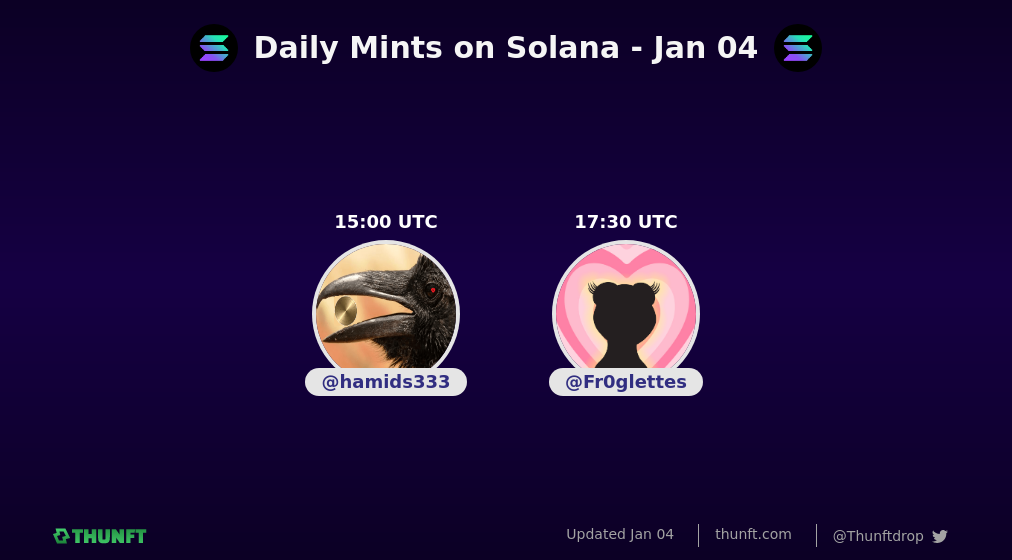 Daily Mints on Solana - Jan 04
15:00 UTC
17:30 UTC
@hamids333
@Fr0glettes
THUNFT
Updated Jan 04
thunft.com
@Thunftdrop